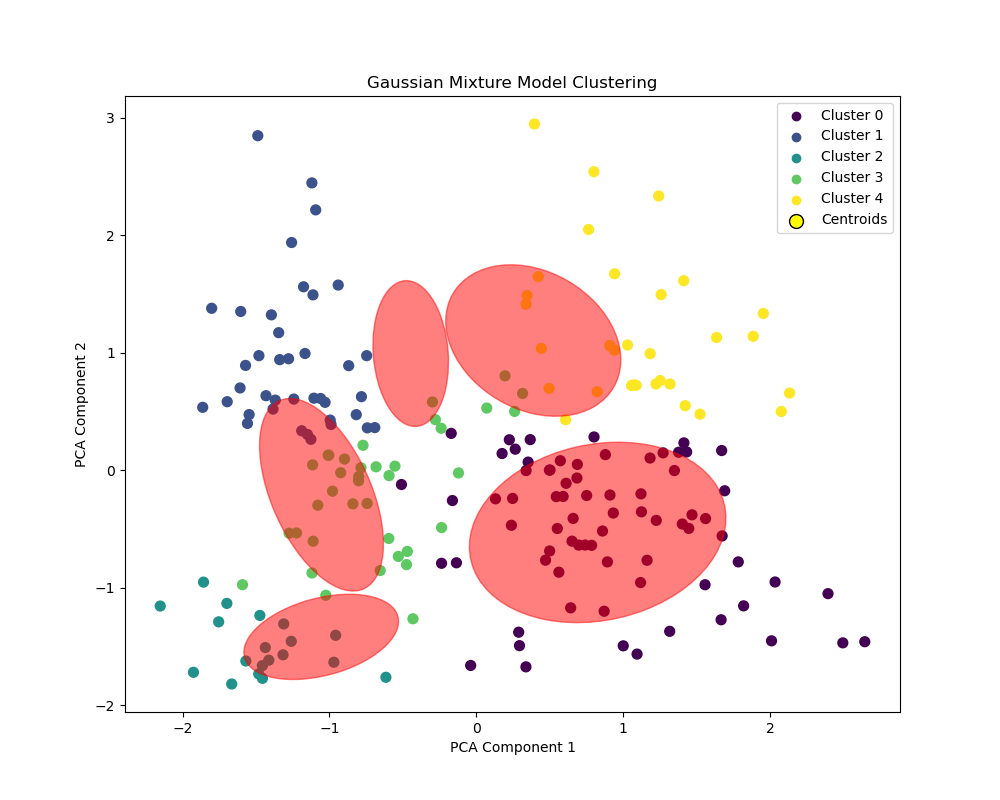 Gaussian Mixture Model Clustering
3
2
1
0
−1
−2
PCA Component 2
−2
−1
0
1
2
PCA Component 1
Cluster 0
Cluster 1
Cluster 2
Cluster 3
Cluster 4
Centroids